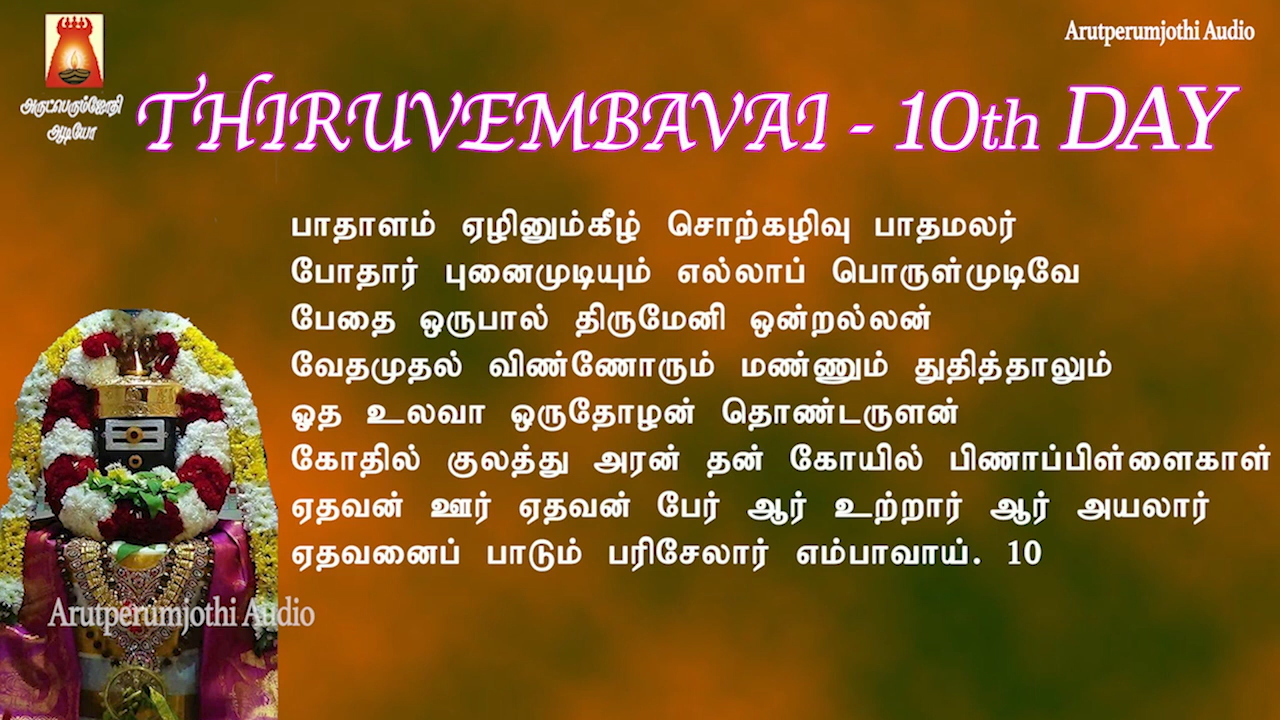 Arutperumjothi Audio
அருட்பெரும்ஜோதி
ஆடியோ
THIRUVEMBAVAI - 10th DAY
பாதாளம் ஏழினும்கீழ் சொற்கழிவு பாதமலர்
போதார் புனைமுடியும் எல்லாப் பொருள்முடிவே
பேதை ஒருபால் திருமேனி ஒன்றல்லன்
வேதமுதல் விண்ணோரும் மண்ணும் துதித்தாலும்
ஓத உலவா ஒருதோழன் தொண்டருளன்
கோதில் குலத்து அரன் தன் கோயில் பிணாப்பிள்ளைகாள்
ஏதவன் ஊர் ஏதவன் பேர் ஆர் உற்றார் ஆர் அயலார்
ஏதவனைப் பாடும் பரிசேலார் எம்பாவாய். 10
Arutperumjothi Audio